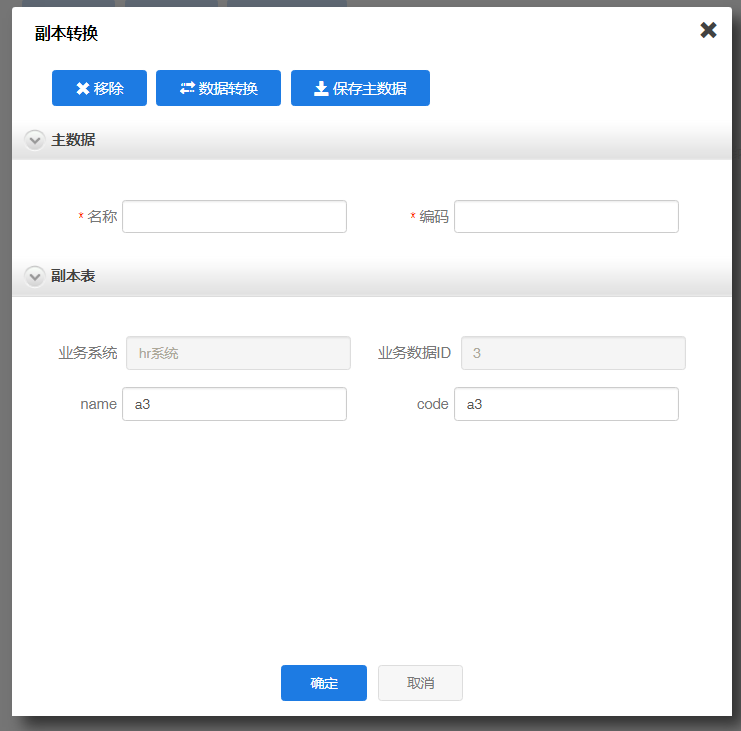 副本转换
移除 数据转换 保存主数据
主数据
* 名称 * 编码
副本表
业务系统 hr系统 业务数据ID 3
name a3 code a3
确定 取消